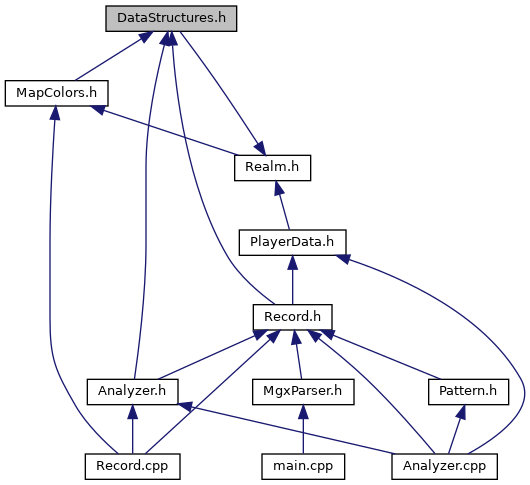 DataStructures.h
MapColors.h
Realm.h
PlayerData.h
Record.h
Analyzer.h
MgxParser.h
Pattern.h
Record.cpp
main.cpp
Analyzer.cpp